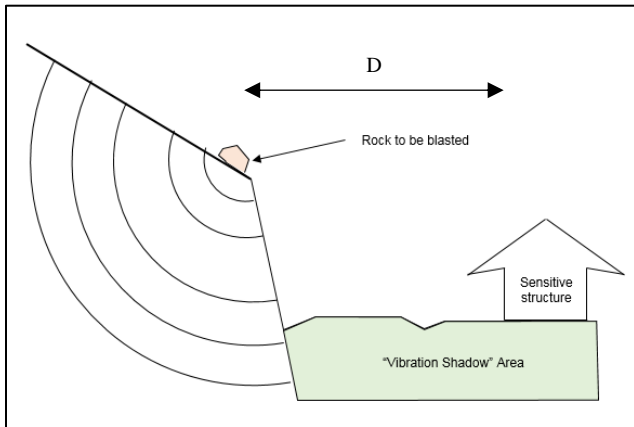 D
Rock to be blasted
Sensitive
structure
“Vibration Shadow” Area